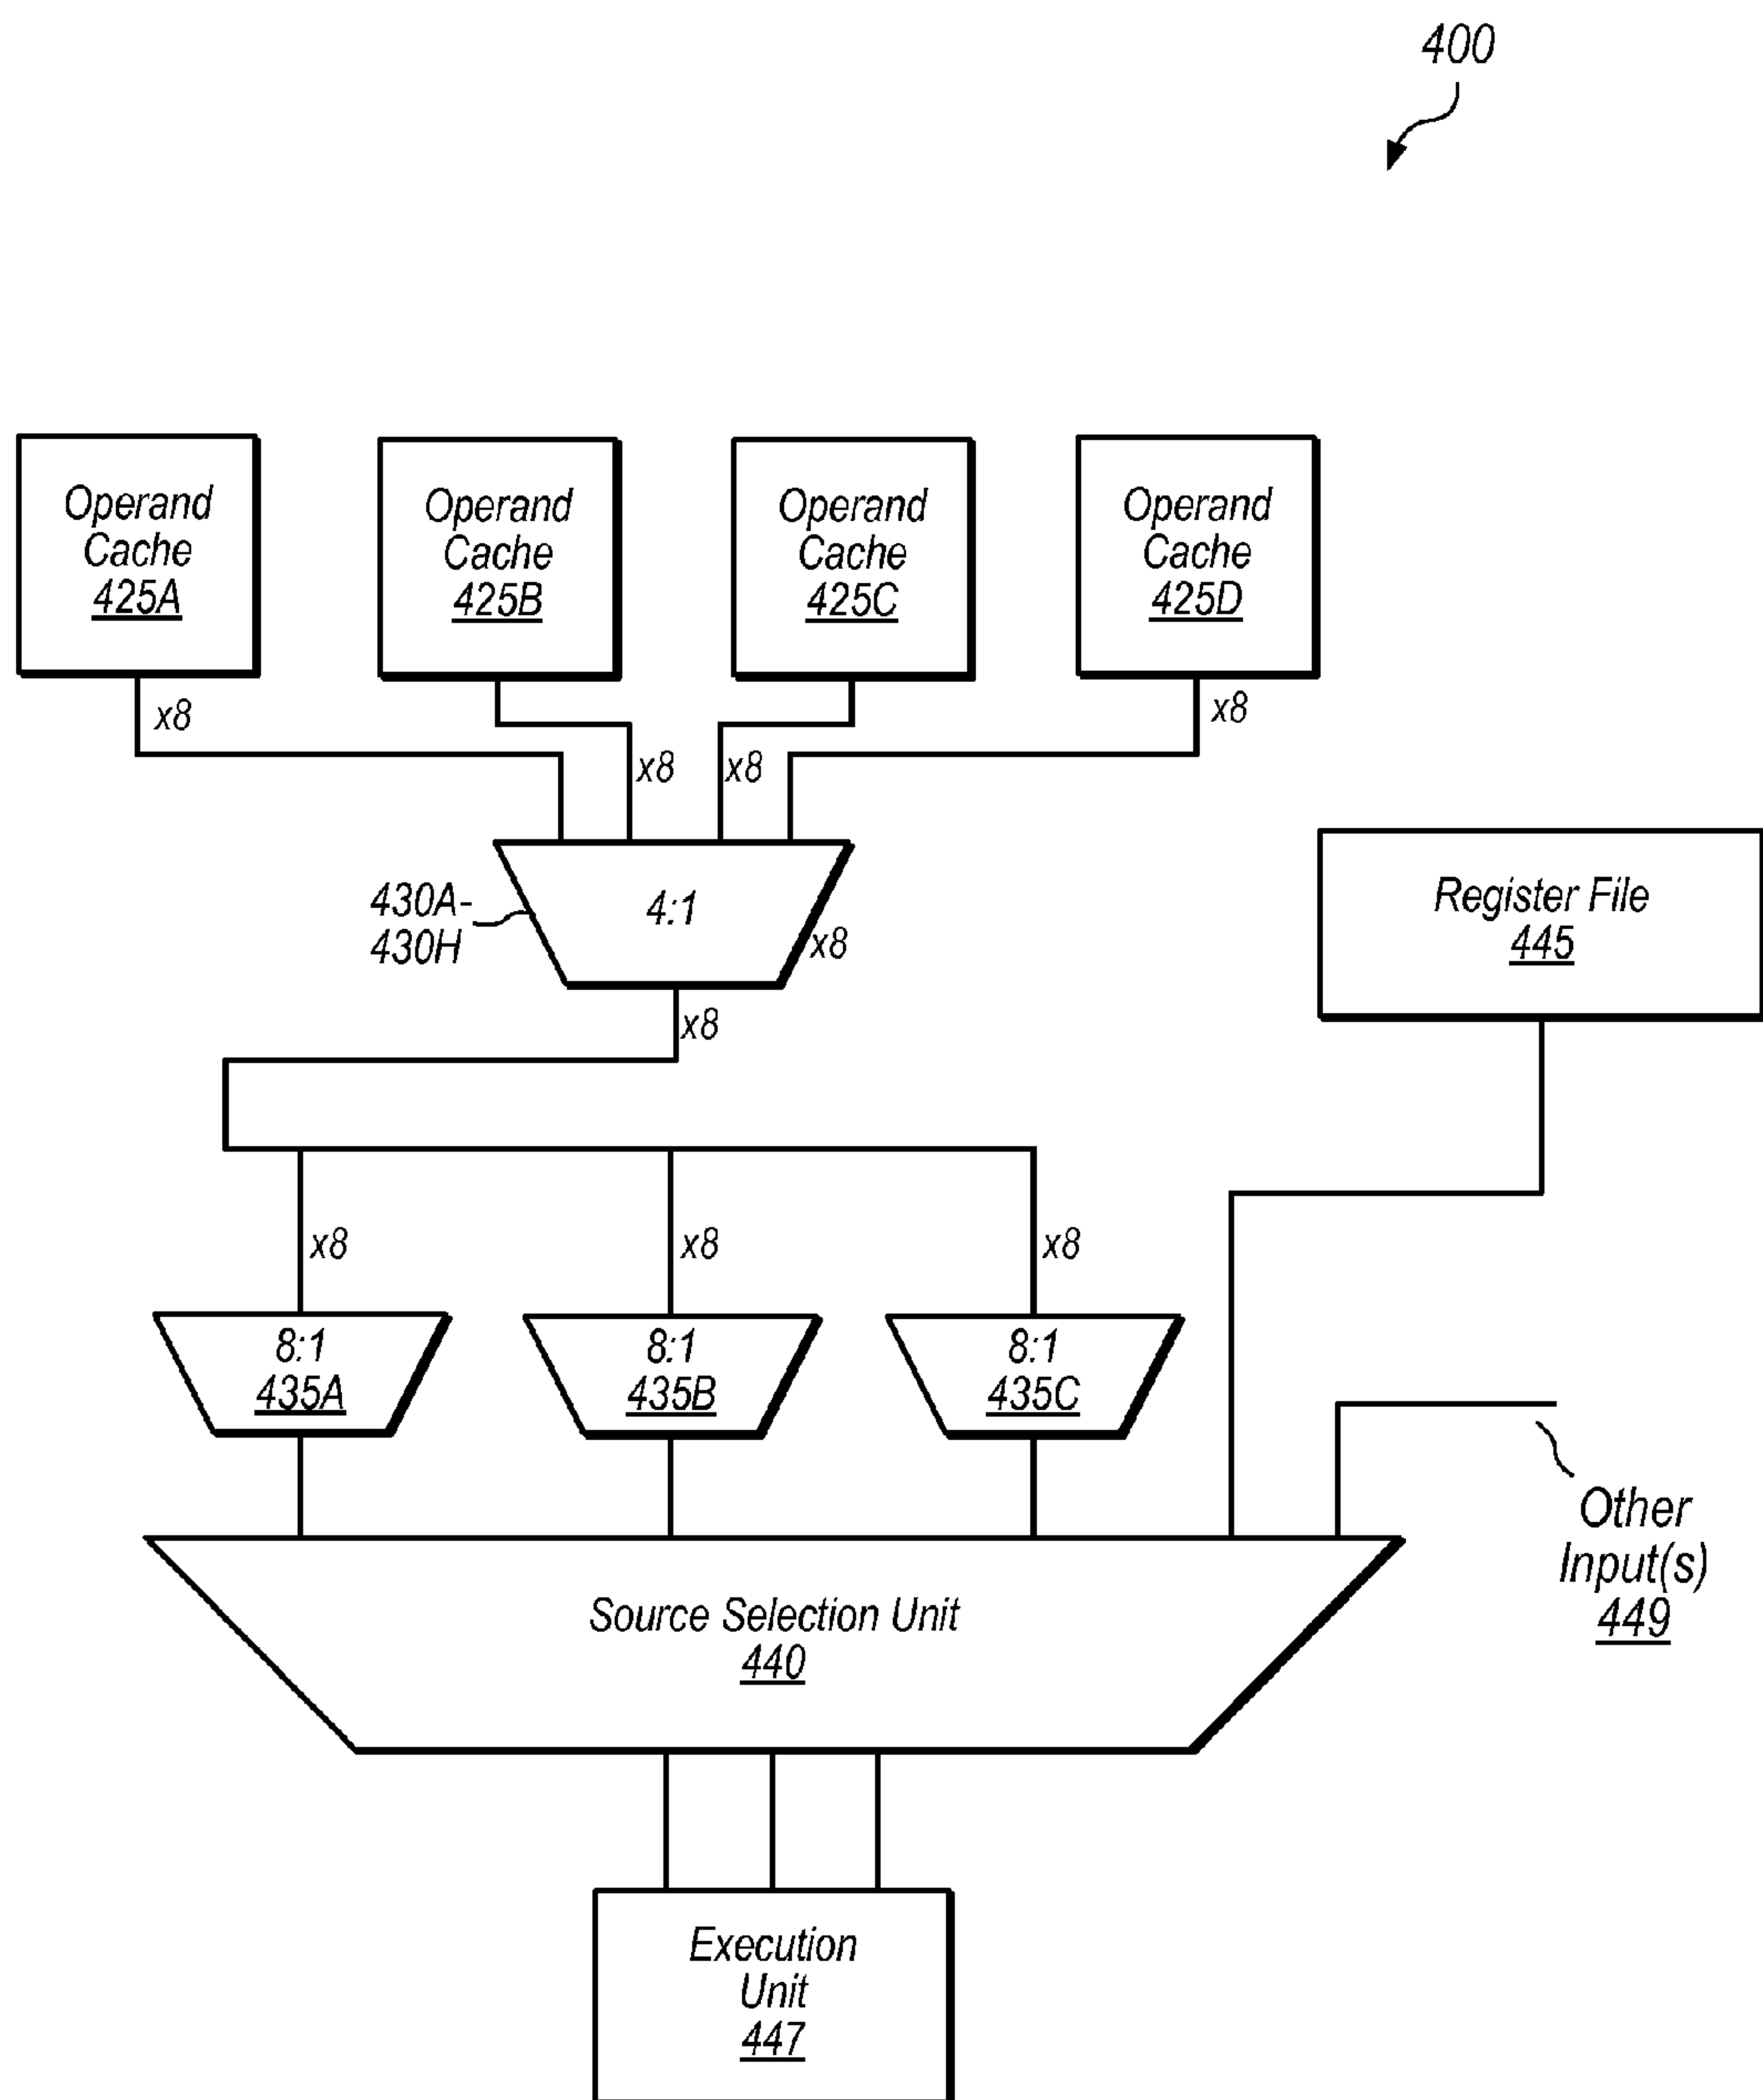 400
Operand
Cache
425A
Operand
Cache
425B
Operand
Cache
425C
Operand
Cache
425D
x8
x8
x8
x8
430A-
430H
4:1
x8
x8
Register File
445
x8
x8
x8
8:1
435A
8:1
435B
8:1
435C
Other
Input(s)
449
Source Selection Unit
440
Execution
Unit
447